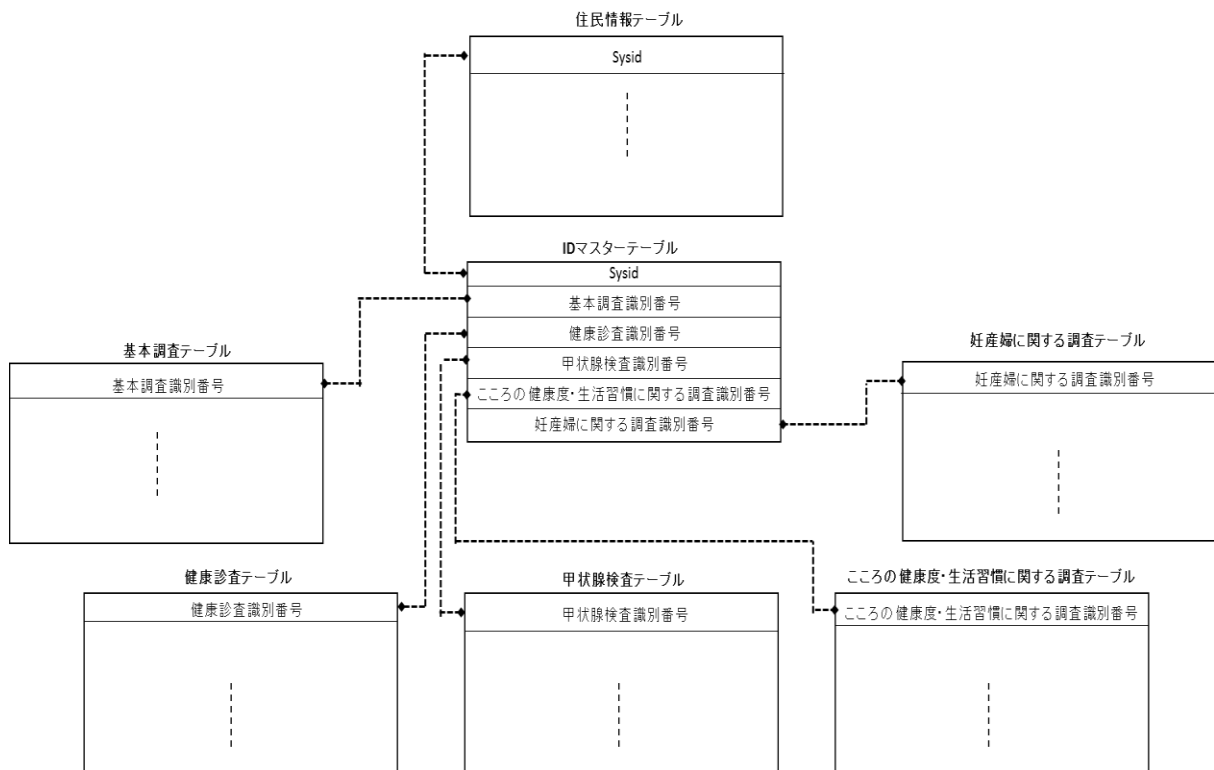 住民情報テーブル
Sysid
IDマスターテーブル
Sysid
基本調査識別番号
健康診査識別番号
甲状腺検査識別番号
こころの健康度・生活習慣に関する調査識別番号
妊産婦に関する調査識別番号
基本調査テーブル
基本調査識別番号
妊産婦に関する調査テーブル
妊産婦に関する調査識別番号
健康診査テーブル
健康診査識別番号
甲状腺検査テーブル
甲状腺検査識別番号
こころの健康度・生活習慣に関する調査テーブル
こころの健康度・生活習慣に関する調査識別番号